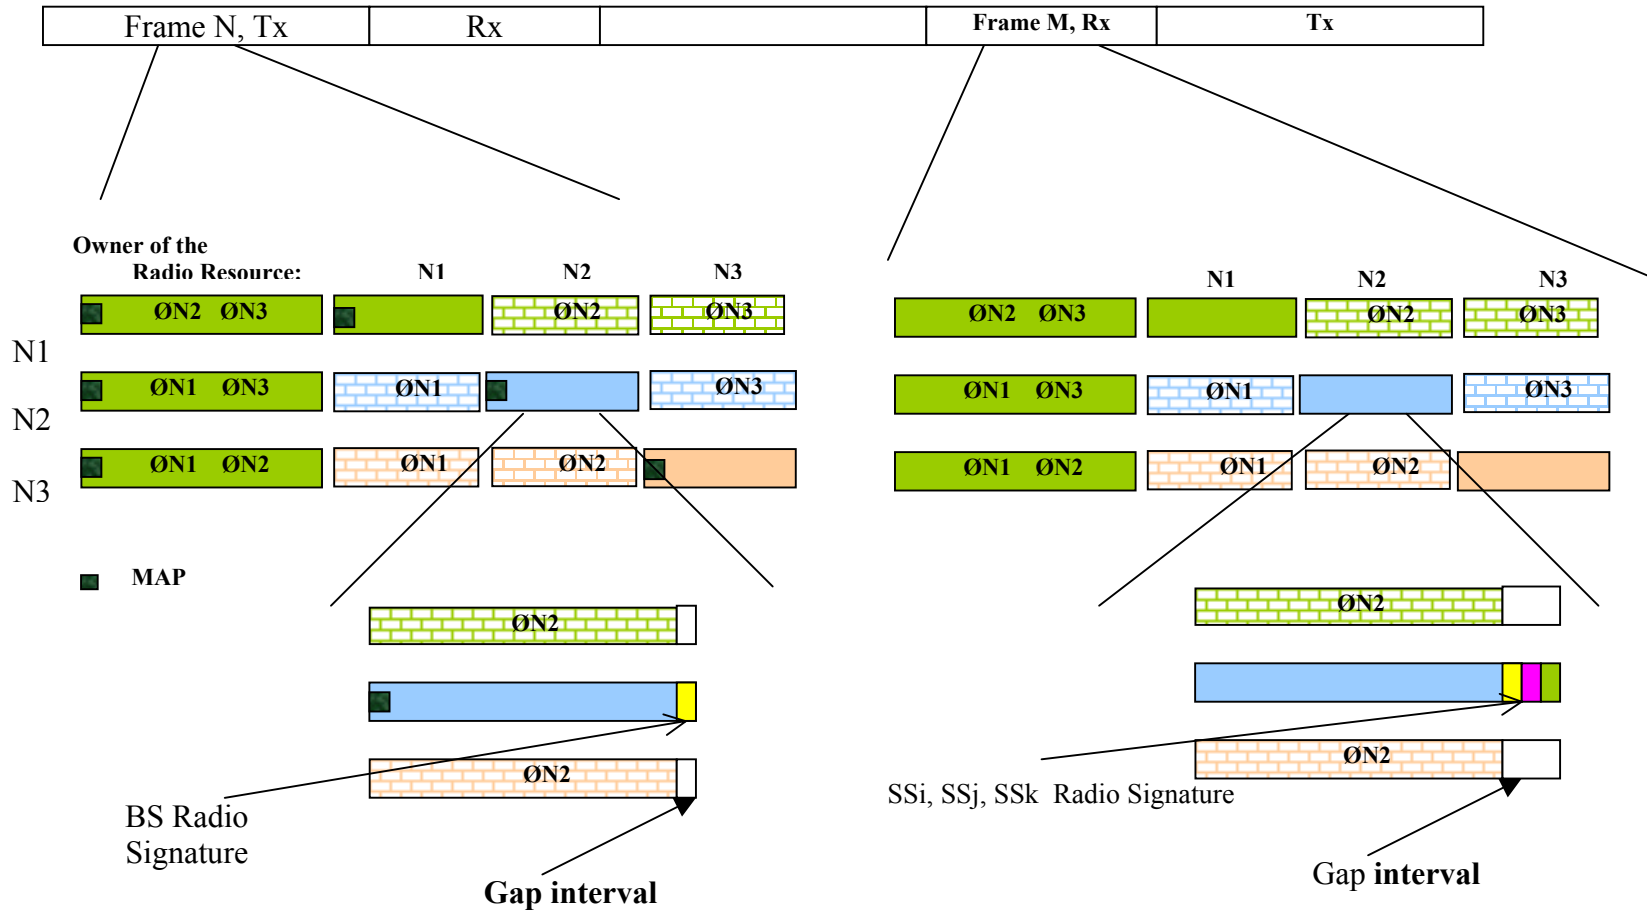 Frame N, Tx Rx Frame M, Rx Tx
Owner of the
Radio Resource: N1 N2 N3
N1 N2 N3
ØN2 ØN3 ØN2 ØN3
ØN2 ØN3 ØN2 ØN3
N1
ØN1 ØN3 ØN1 ØN3
ØN1 ØN3 ØN1 ØN3
N2
ØN1 ØN2 ØN1 ØN2
ØN1 ØN2 ØN1 ØN2
N3
MAP
ØN2 ØN2
ØN2 ØN2
BS Radio
Signature
Gap interval
SSi, SSj, SSk Radio Signature
Gap interval